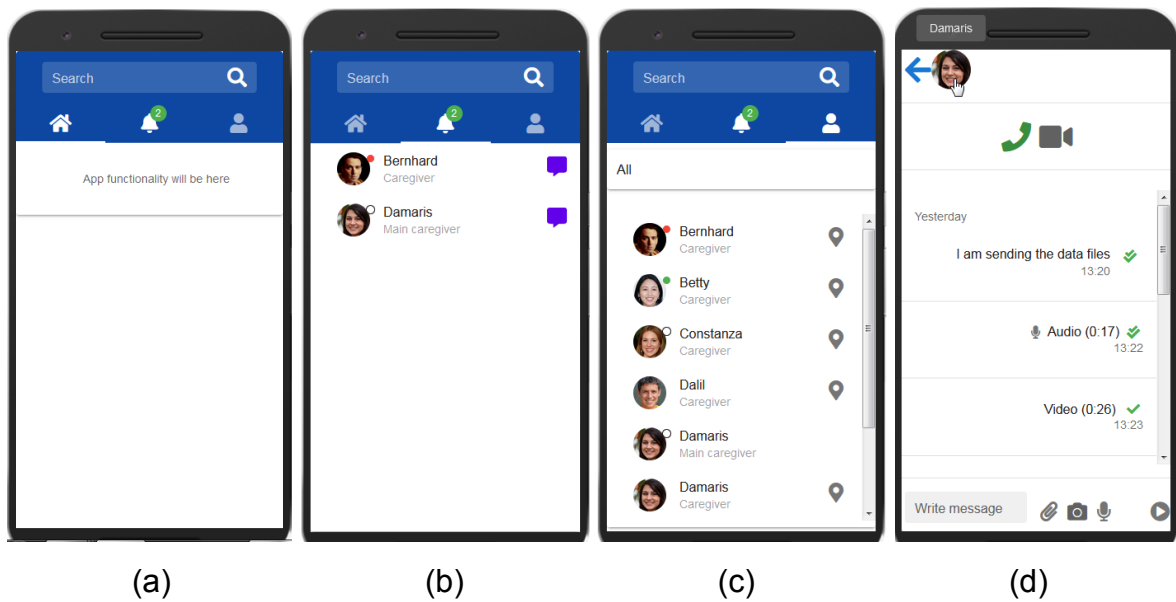 Search
2
App functionality will be here
(a)
Search
2
Bernhard
Caregiver
Damaris
Main caregiver
(b)
Search
2
All
Bernhard
Caregiver
Betty
Caregiver
Constanza
Caregiver
Dalil
Caregiver
Damaris
Main caregiver
Damaris
Caregiver
(c)
Damaris
Yesterday
I am sending the data files
13:20
Audio (0:17)
13:22
Video (0:26)
13:23
Write message
(d)